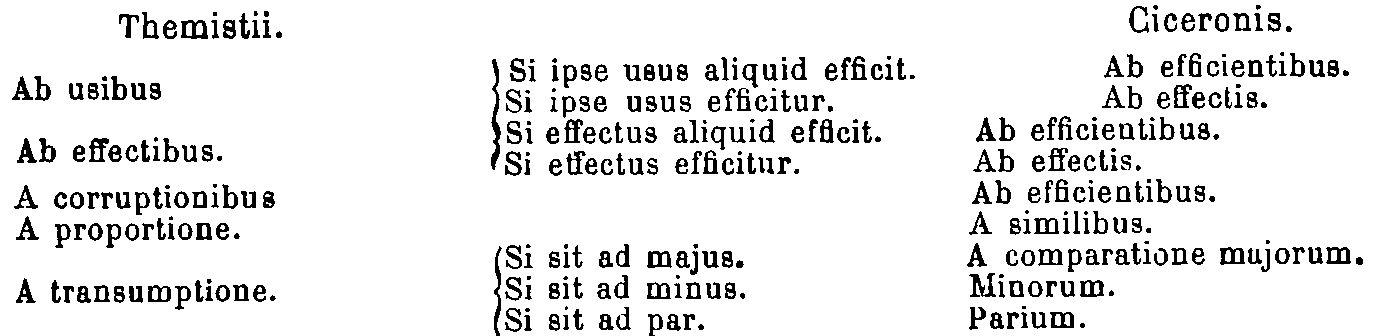 Themistii. Ciceronis.
Ab usibus Si ipse usus aliquid efficit. Ab efficientibus.
Si ipse usus efficitur. Ab effectis.
Ab effectibus. Si effectus aliquid efficit. Ab efficientibus.
Si effectus efficitur. Ab effectis.
A corruptionibus Ab efficientibus.
A proportione. A similibus.
A transumptione. Si sit ad majus. A comparatione majorum.
Si sit ad minus. Minorum.
Si sit ad par. Parium.